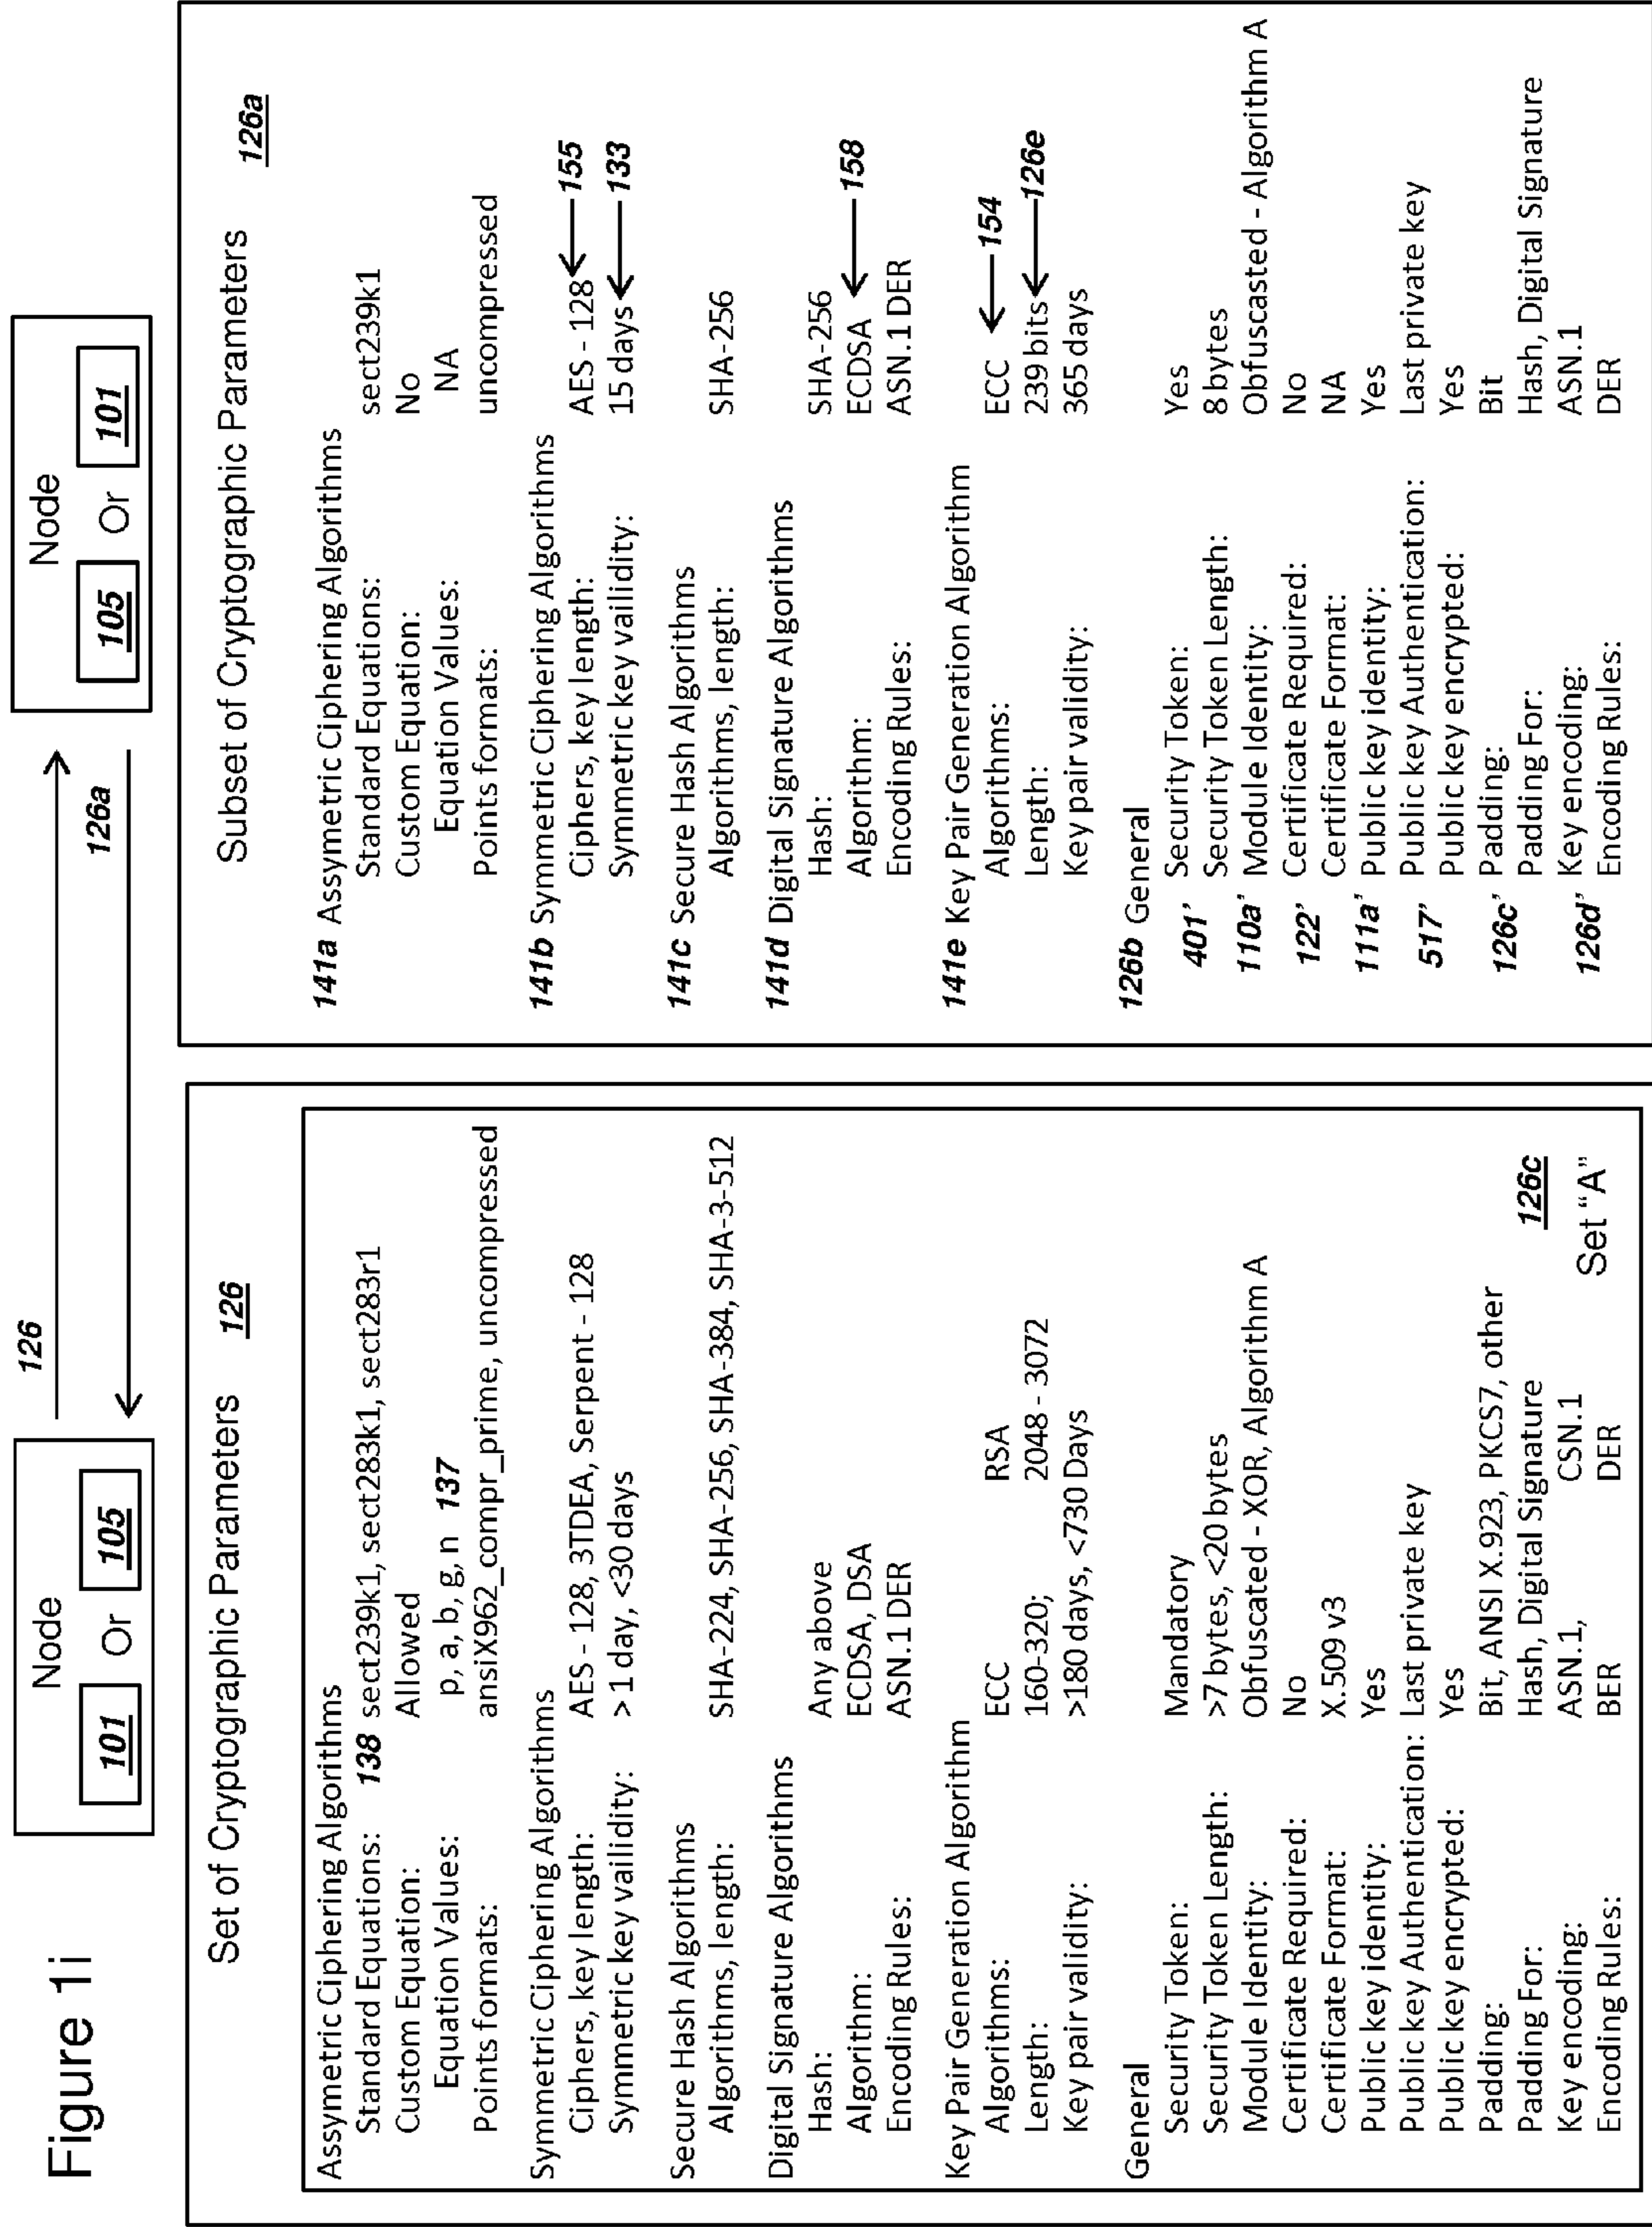 Figure 1i
Node
101 Or 105
126
126a
Node
105 Or 101
Set of Cryptographic Parameters 126
Assymetric Ciphering Algorithms
Standard Equations: 138 sect239k1, sect283k1, sect283r1
Custom Equation: Allowed
Equation Values: p, a, b, g, n 137
Points formats: ansiX962_compr_prime, uncompressed
Symmetric Ciphering Algorithms
Ciphers, key length: AES - 128, 3TDEA, Serpent - 128
Symmetric key vailidity: > 1 day, <30 days
Secure Hash Algorithms
Algorithms, length: SHA-224, SHA-256, SHA-384, SHA-3-512
Digital Signature Algorithms
Hash: Any above
Algorithm: ECDSA, DSA
Encoding Rules: ASN.1 DER
Key Pair Generation Algorithm
Algorithms: ECC RSA
Length: 160-320; 2048 - 3072
Key pair validity: >180 days, <730 Days
General
Security Token: Mandatory
Security Token Length: >7 bytes, <20 bytes
Module Identity: Obfuscated - XOR, Algorithm A
Certificate Required: No
Certificate Format: X.509 v3
Public key identity: Yes
Public key Authentication: Last private key
Public key encrypted: Yes
Padding: Bit, ANSI X.923, PKCS7, other
Padding For: Hash, Digital Signature
Key encoding: ASN.1, CSN.1
Encoding Rules: BER DER
126c
Set “A”
Subset of Cryptographic Parameters 126a
141a Assymetric Ciphering Algorithms
Standard Equations: sect239k1
Custom Equation: No
Equation Values: NA
Points formats: uncompressed
141b Symmetric Ciphering Algorithms
Ciphers, key length: AES - 128 155
Symmetric key vailidity: 15 days 133
141c Secure Hash Algorithms
Algorithms, length: SHA-256
141d Digital Signature Algorithms
Hash: SHA-256
Algorithm: ECDSA 158
Encoding Rules: ASN.1 DER
141e Key Pair Generation Algorithm
Algorithms: ECC 154
Length: 239 bits 126e
Key pair validity: 365 days
126b General
401’ Security Token: Yes
Security Token Length: 8 bytes
110a’ Module Identity: Obfuscasted - Algorithm A
122’ Certificate Required: No
Certificate Format: NA
111a’ Public key identity: Yes
Public key Authentication: Last private key
517’ Public key encrypted: Yes
126c’ Padding: Bit
Padding For: Hash, Digital Signature
126d’ Key encoding: ASN.1
Encoding Rules: DER